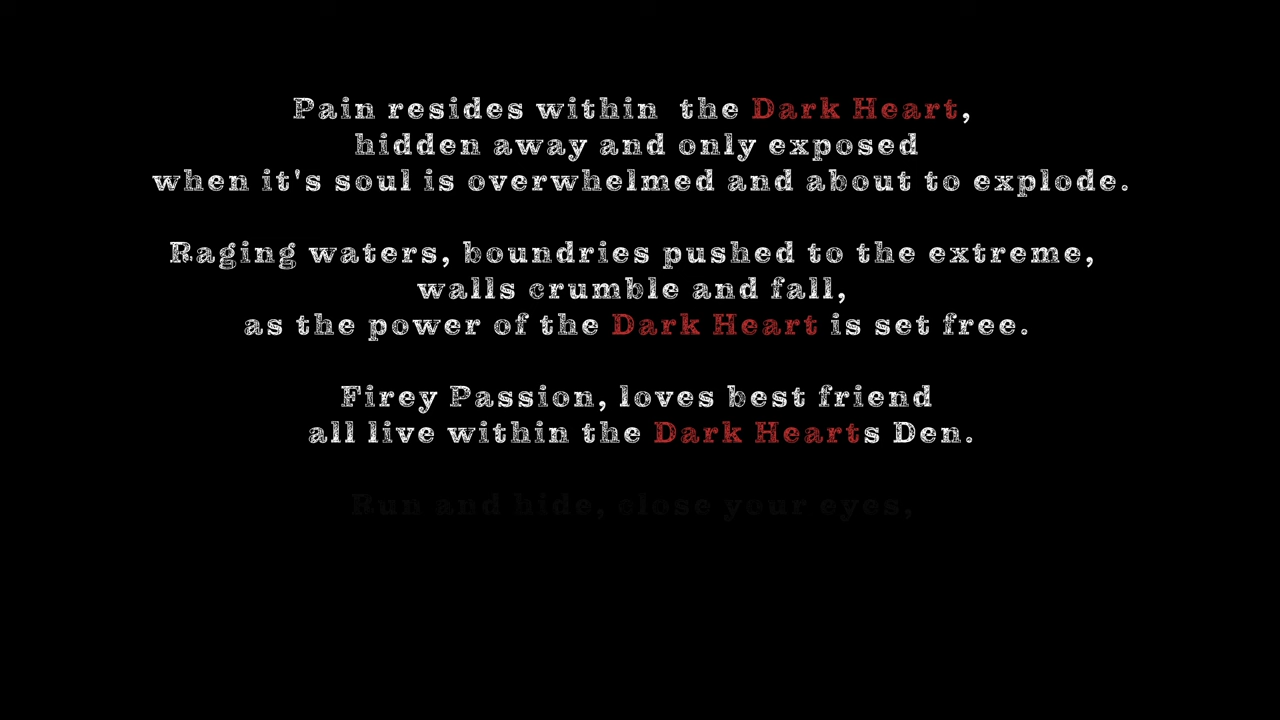 Pain resides within  the Dark Heart,
hidden away and only exposed
when it's soul is overwhelmed and about to explode.
Raging waters, boundries pushed to the extreme,
walls crumble and fall,
as the power of the Dark Heart is set free.
Firey Passion, loves best friend
all live within the Dark Hearts Den.
Run and hide, close your eyes,